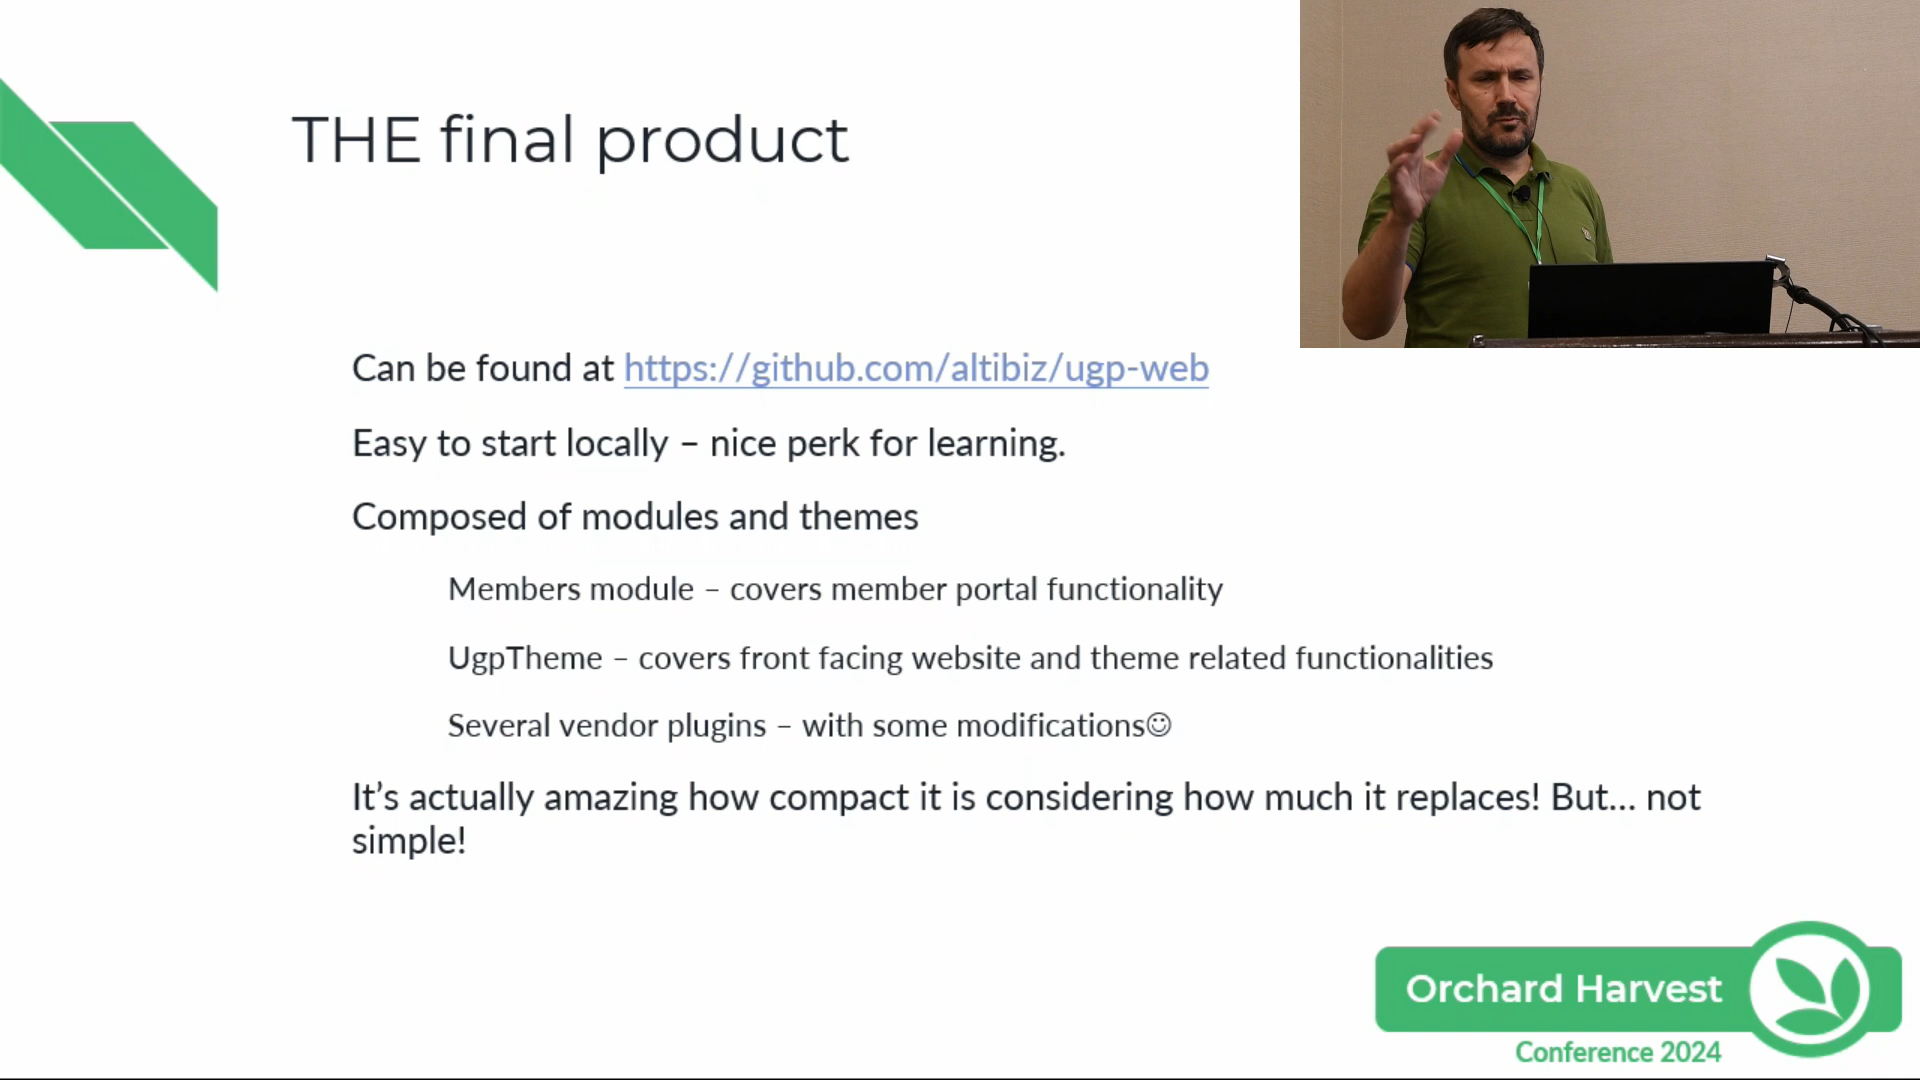 THE final product
Can be found at https://github.com/altibiz/ugp-web
Easy to start locally – nice perk for learning.
Composed of modules and themes
Members module – covers member portal functionality
UgpTheme – covers front facing website and theme related functionalities
Several vendor plugins – with some modifications☺
It’s actually amazing how compact it is considering how much it replaces! But... not
simple!
Orchard Harvest
Conference 2024